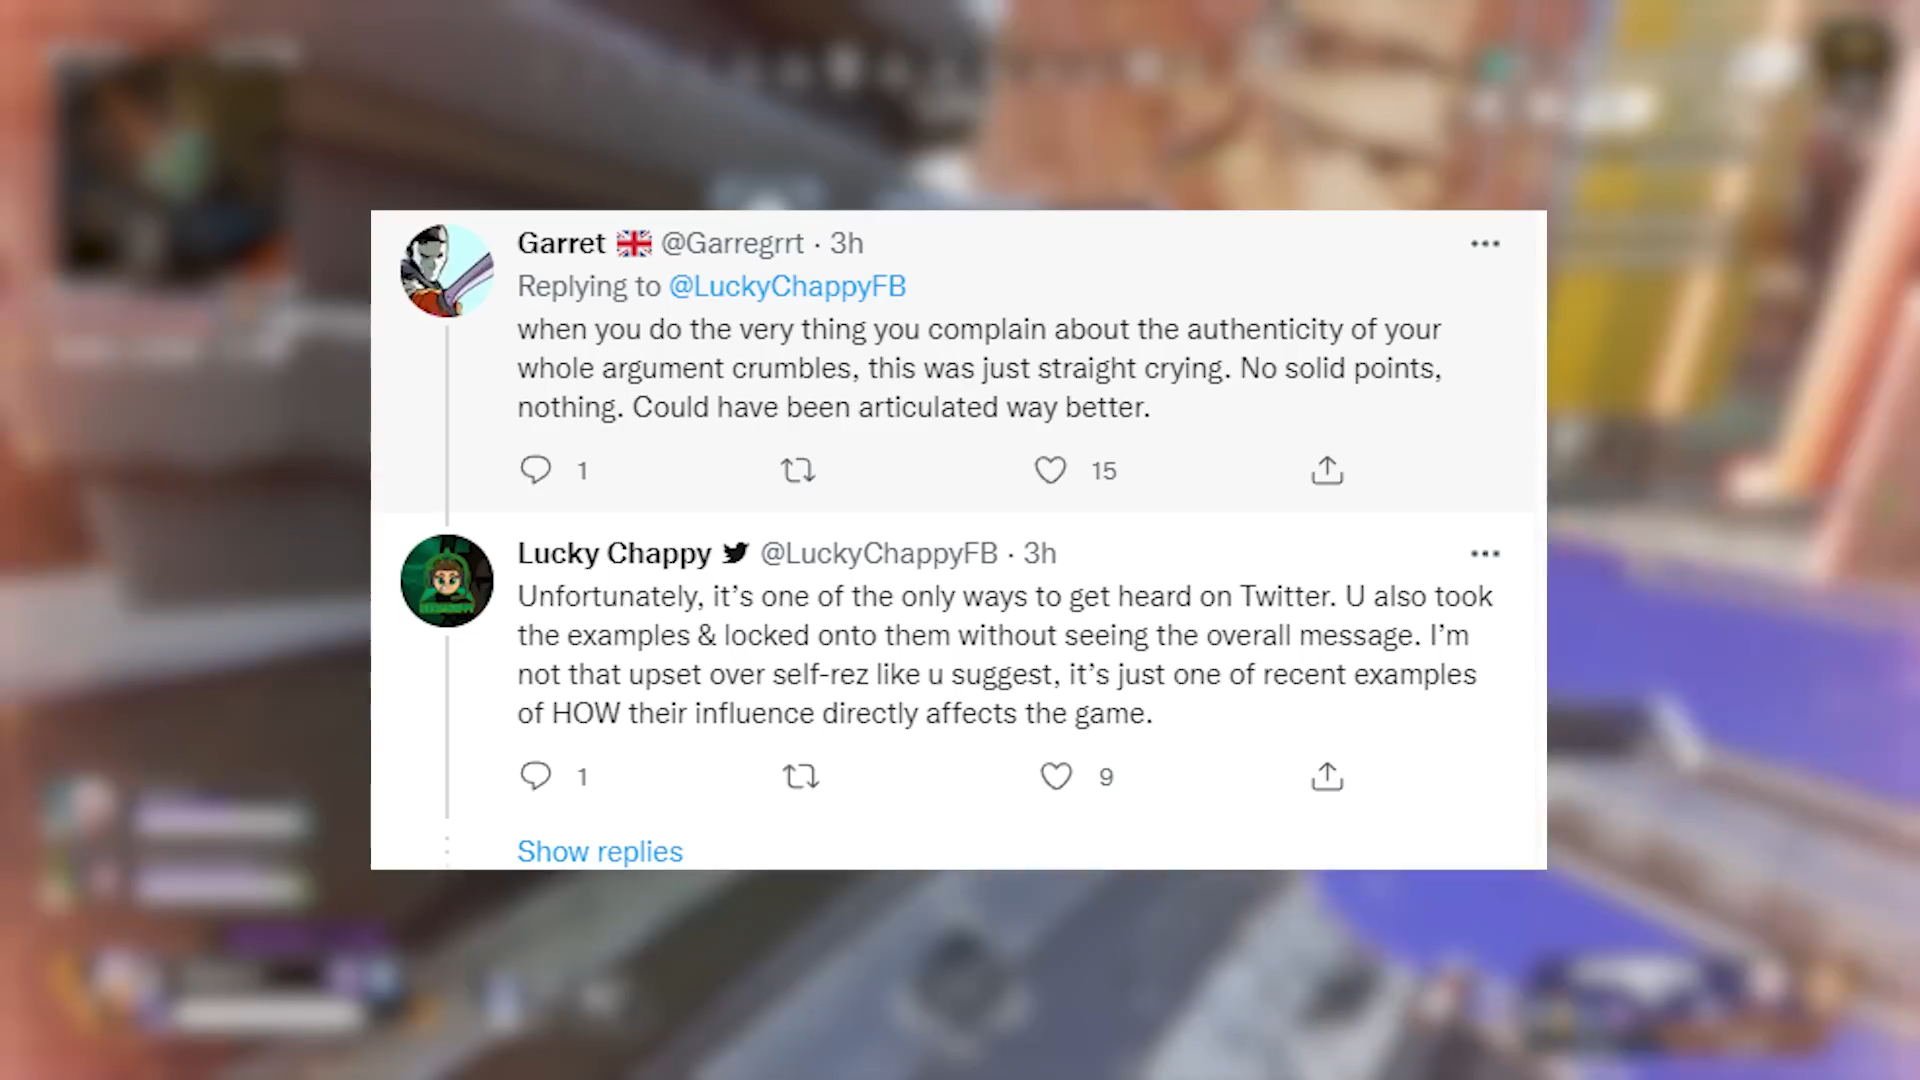 Garret 🇬🇧 @Garregrrt · 3h
Replying to @LuckyChappyFB
when you do the very thing you complain about the authenticity of your
whole argument crumbles, this was just straight crying. No solid points,
nothing. Could have been articulated way better.
1 15
Lucky Chappy @LuckyChappyFB · 3h
Unfortunately, it’s one of the only ways to get heard on Twitter. U also took
the examples & locked onto them without seeing the overall message. I’m
not that upset over self-rez like u suggest, it’s just one of recent examples
of HOW their influence directly affects the game.
1 9
Show replies